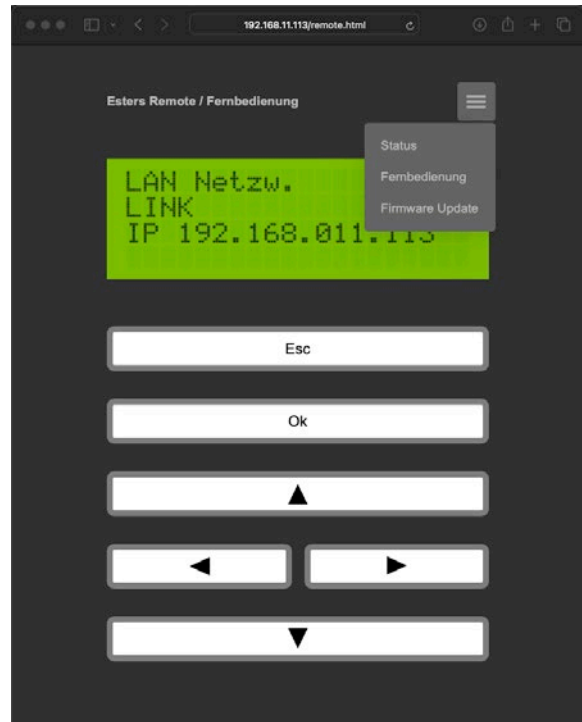 192.168.11.113/remote.html
Esters Remote / Fernbedienung
Status
Fernbedienung
Firmware Update
LAN Netzw.
LINK
IP 192.168.011.113
Esc
Ok